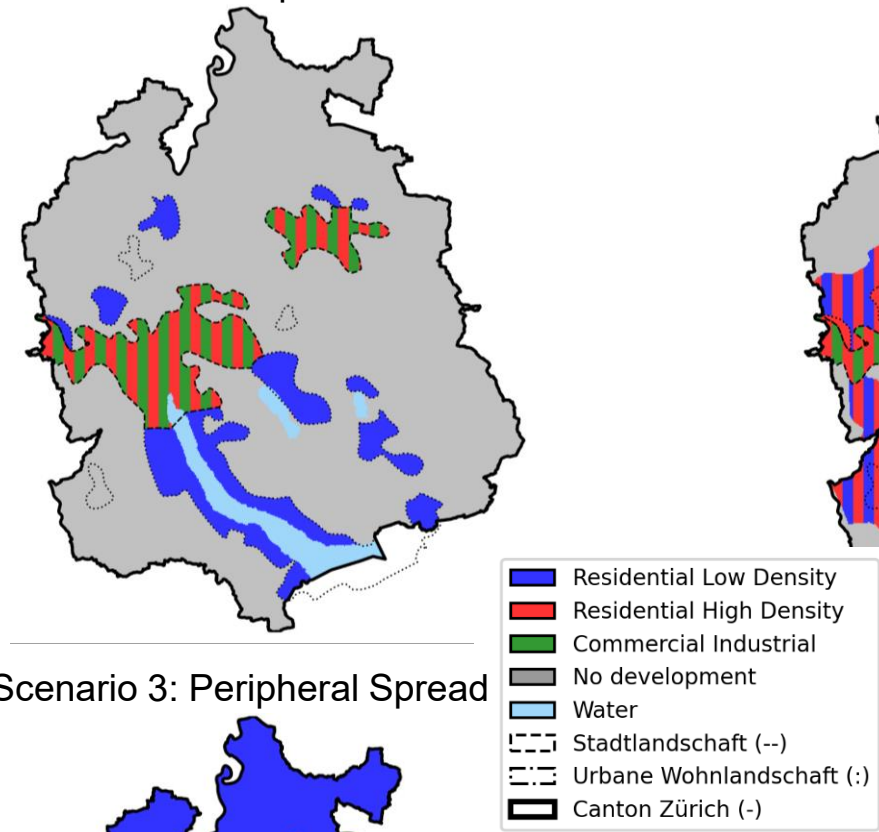 Residential Low Density
Residential High Density
Commercial Industrial
No development
Water
Stadtlandschaft (--)
Urbane Wohnlandschaft (:)
Canton Zürich (-)
Scenario 3: Peripheral Spread